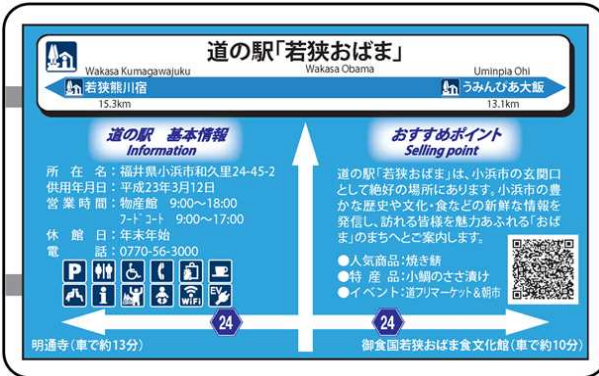 道の駅「若狭おばま」
Wakasa Kumagawajuku
Wakasa Obama
Uminpia Ohi
若狭熊川宿
うみんぴあ大飯
15.3km
13.1km
道の駅 基本情報
Information
所在名:福井県小浜市和久里24-45-2
供用年月日:平成23年3月12日
営業時間:物産館 9:00~18:00
フードコート 9:00~17:00
休館日:年末年始
電話:0770-56-3000
P
WiFi
EV
おすすめポイント
Selling point
道の駅「若狭おばま」は、小浜市の玄関口
として絶好の場所にあります。小浜市の豊
かな歴史や文化・食などの新鮮な情報を
発信し、訪れる皆様を魅力あふれる「おば
ま」のまちへとご案内します。
●人気商品:焼き鯖
●特産品:小鯛のささ漬け
●イベント:道フリーマーケット&朝市
24
24
明通寺(車で約13分)
御食国若狭おばま食文化館(車で約10分)